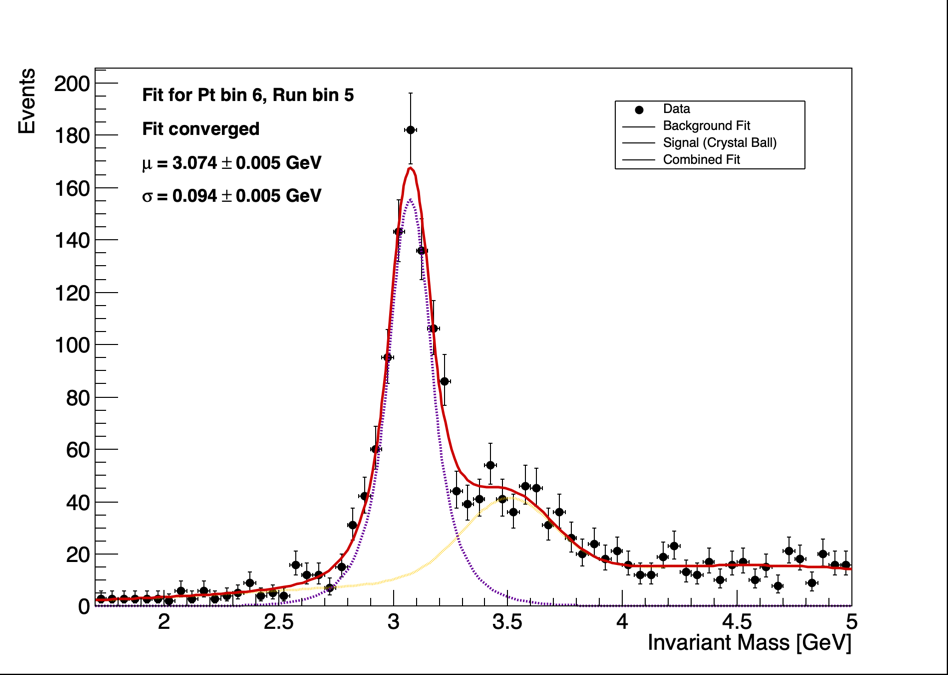 Events
200
180
160
140
120
100
80
60
40
20
0
Fit for Pt bin 6, Run bin 5
Fit converged
μ = 3.074 ± 0.005 GeV
σ = 0.094 ± 0.005 GeV
Data
Background Fit
Signal (Crystal Ball)
Combined Fit
2 2.5 3 3.5 4 4.5 5
Invariant Mass [GeV]